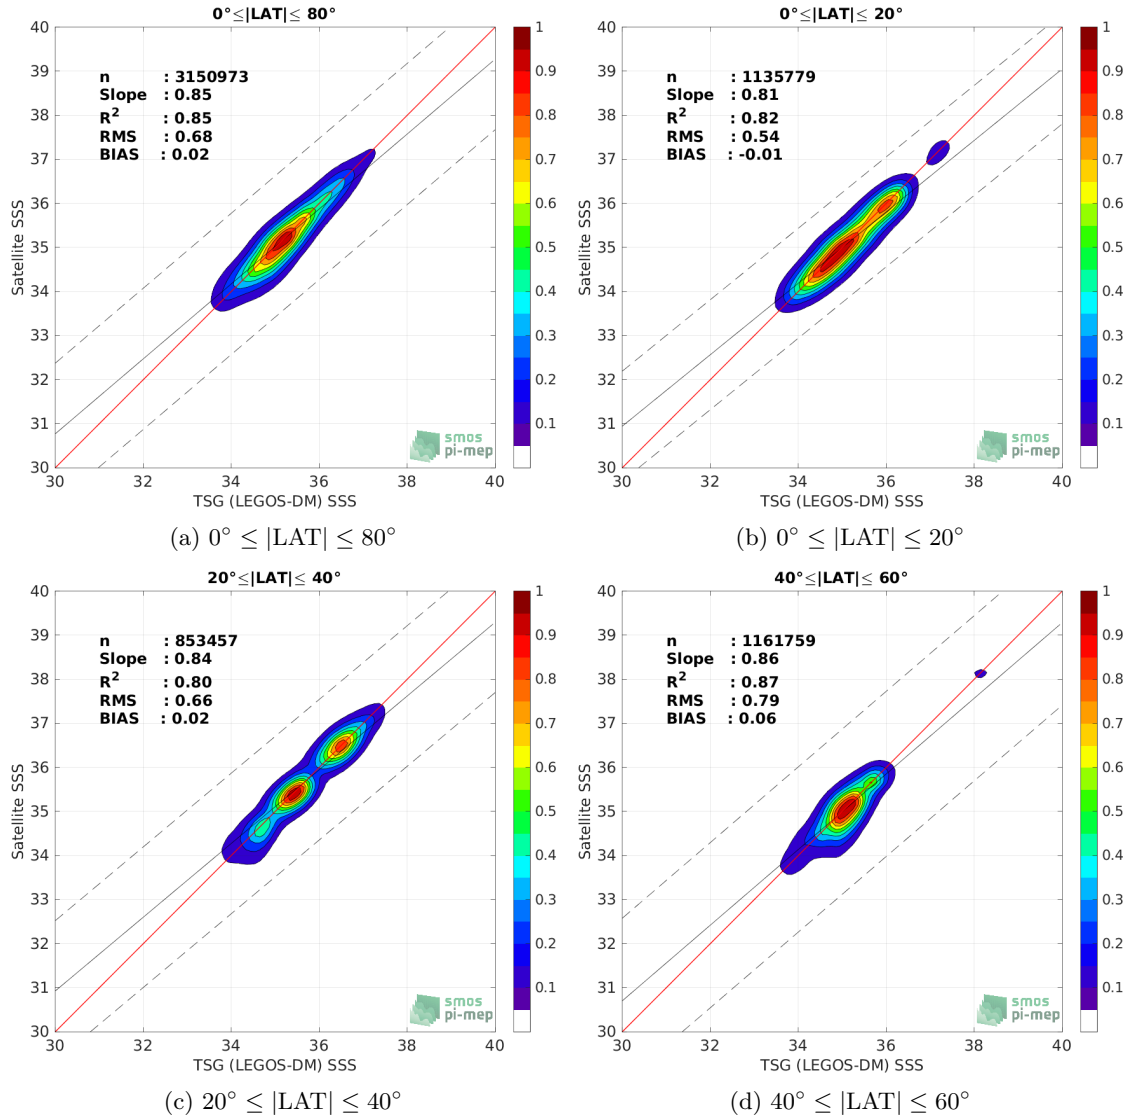 0°≤|LAT|≤ 80°
40
39
38
37
36
35
34
33
32
31
30
Satellite SSS
n : 3150973
Slope : 0.85
R² : 0.85
RMS : 0.68
BIAS : 0.02
smos
pi-mep
30 32 34 36 38 40
TSG (LEGOS-DM) SSS
1
0.9
0.8
0.7
0.6
0.5
0.4
0.3
0.2
0.1
(a) 0° ≤ |LAT| ≤ 80°
0°≤|LAT|≤ 20°
40
39
38
37
36
35
34
33
32
31
30
Satellite SSS
n : 1135779
Slope : 0.81
R² : 0.82
RMS : 0.54
BIAS : -0.01
smos
pi-mep
30 32 34 36 38 40
TSG (LEGOS-DM) SSS
1
0.9
0.8
0.7
0.6
0.5
0.4
0.3
0.2
0.1
(b) 0° ≤ |LAT| ≤ 20°
20°≤|LAT|≤ 40°
40
39
38
37
36
35
34
33
32
31
30
Satellite SSS
n : 853457
Slope : 0.84
R² : 0.80
RMS : 0.66
BIAS : 0.02
smos
pi-mep
30 32 34 36 38 40
TSG (LEGOS-DM) SSS
1
0.9
0.8
0.7
0.6
0.5
0.4
0.3
0.2
0.1
(c) 20° ≤ |LAT| ≤ 40°
40°≤|LAT|≤ 60°
40
39
38
37
36
35
34
33
32
31
30
Satellite SSS
n : 1161759
Slope : 0.86
R² : 0.87
RMS : 0.79
BIAS : 0.06
smos
pi-mep
30 32 34 36 38 40
TSG (LEGOS-DM) SSS
1
0.9
0.8
0.7
0.6
0.5
0.4
0.3
0.2
0.1
(d) 40° ≤ |LAT| ≤ 60°